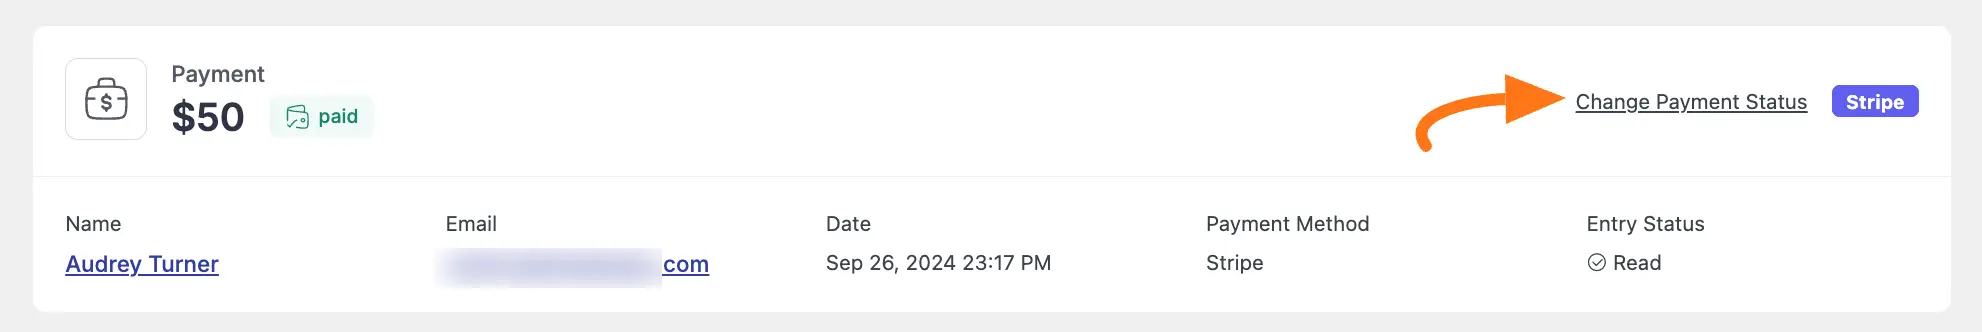 Payment
$50 paid
Change Payment Status Stripe
Name Email Date Payment Method Entry Status
Audrey Turner com Sep 26, 2024 23:17 PM Stripe Read